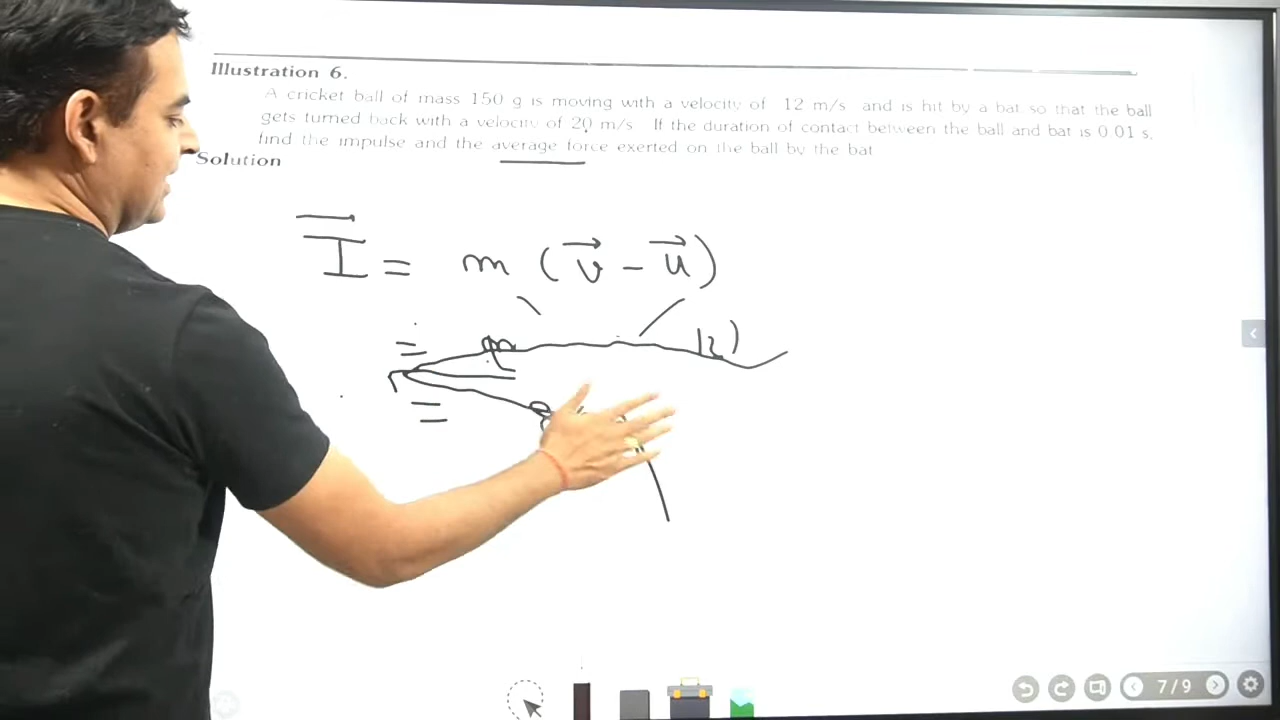 Illustration 6.
A cricket ball of mass 150 g is moving with a velocity of 12 m/s and is hit by a bat so that the ball
gets turned back with a velocity of 20 m/s If the duration of contact between the ball and bat is 0.01 s,
find the impulse and the average force exerted on the ball by the bat
Solution
I = m (v - u)
12)
=
=
7/9